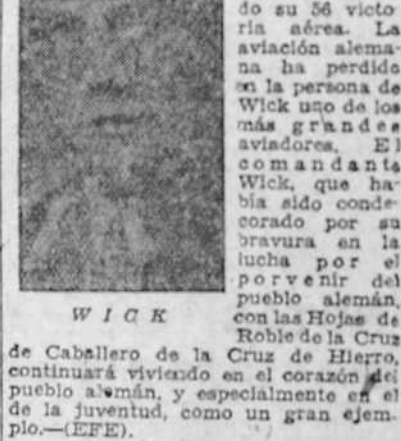 do su 56 victo-
ria aérea. La
aviación alema-
na ha perdido
en la persona de
Wick uno de los
más grandes
aviadores. El
comandante
Wick, que ha-
bía sido conde-
corado por su
bravura en la
lucha por el
porvenir del
pueblo alemán,
con las Hojas de
Roble de la Cruz
WICK
de Caballero de la Cruz de Hierro,
continuará viviendo en el corazón del
pueblo alemán, y especialmente en el
de la juventud, como un gran ejem-
plo.—(EFE).